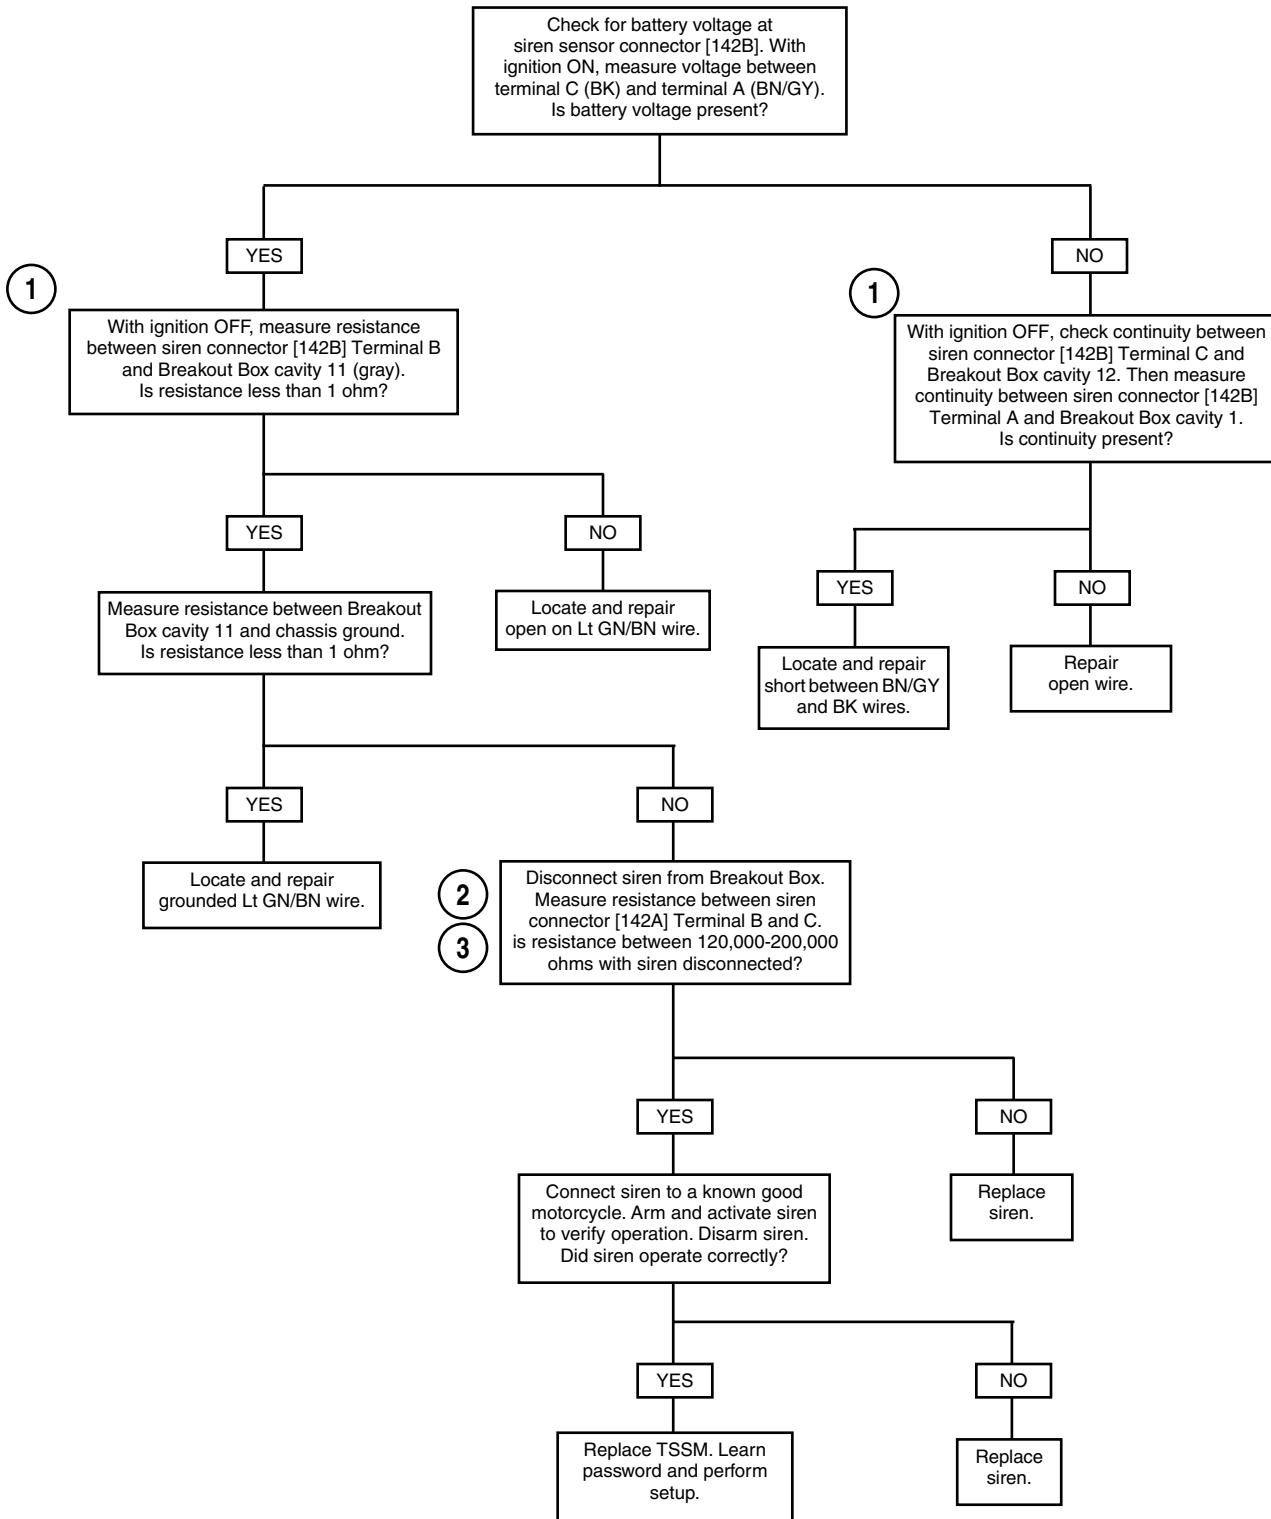 Check for battery voltage at
siren sensor connector [142B]. With
ignition ON, measure voltage between
terminal C (BK) and terminal A (BN/GY).
Is battery voltage present?
YES
NO
1
1
With ignition OFF, measure resistance
between siren connector [142B] Terminal B
and Breakout Box cavity 11 (gray).
Is resistance less than 1 ohm?
With ignition OFF, check continuity between
siren connector [142B] Terminal C and
Breakout Box cavity 12. Then measure
continuity between siren connector [142B]
Terminal A and Breakout Box cavity 1.
Is continuity present?
YES
NO
YES
NO
Measure resistance between Breakout
Box cavity 11 and chassis ground.
Is resistance less than 1 ohm?
Locate and repair
open on Lt GN/BN wire.
Locate and repair
short between BN/GY
and BK wires.
Repair
open wire.
YES
NO
Locate and repair
grounded Lt GN/BN wire.
2
3
Disconnect siren from Breakout Box.
Measure resistance between siren
connector [142A] Terminal B and C.
is resistance between 120,000-200,000
ohms with siren disconnected?
YES
NO
Connect siren to a known good
motorcycle. Arm and activate siren
to verify operation. Disarm siren.
Did siren operate correctly?
Replace
siren.
YES
NO
Replace TSSM. Learn
password and perform
setup.
Replace
siren.